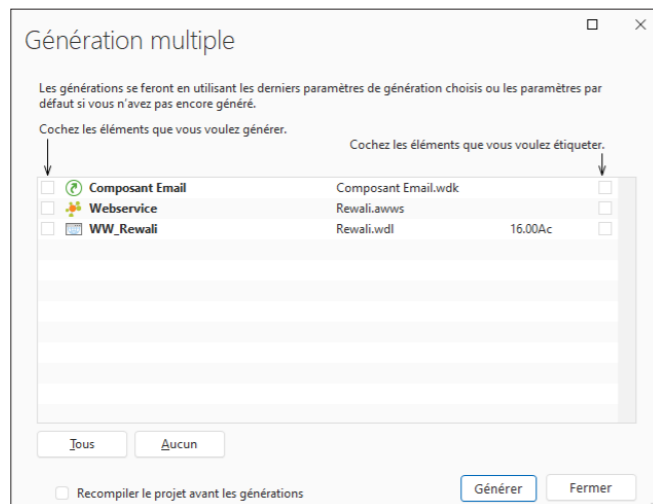 Génération multiple
Les générations se feront en utilisant les derniers paramètres de génération choisis ou les paramètres par
défaut si vous n'avez pas encore généré.
Cochez les éléments que vous voulez générer.
Cochez les éléments que vous voulez étiqueter.
Composant Email Composant Email.wdk
Webservice Rewali.awws
WW_Rewali Rewali.wdl 16.00Ac
Tous Aucun
Recompiler le projet avant les générations
Générer Fermer